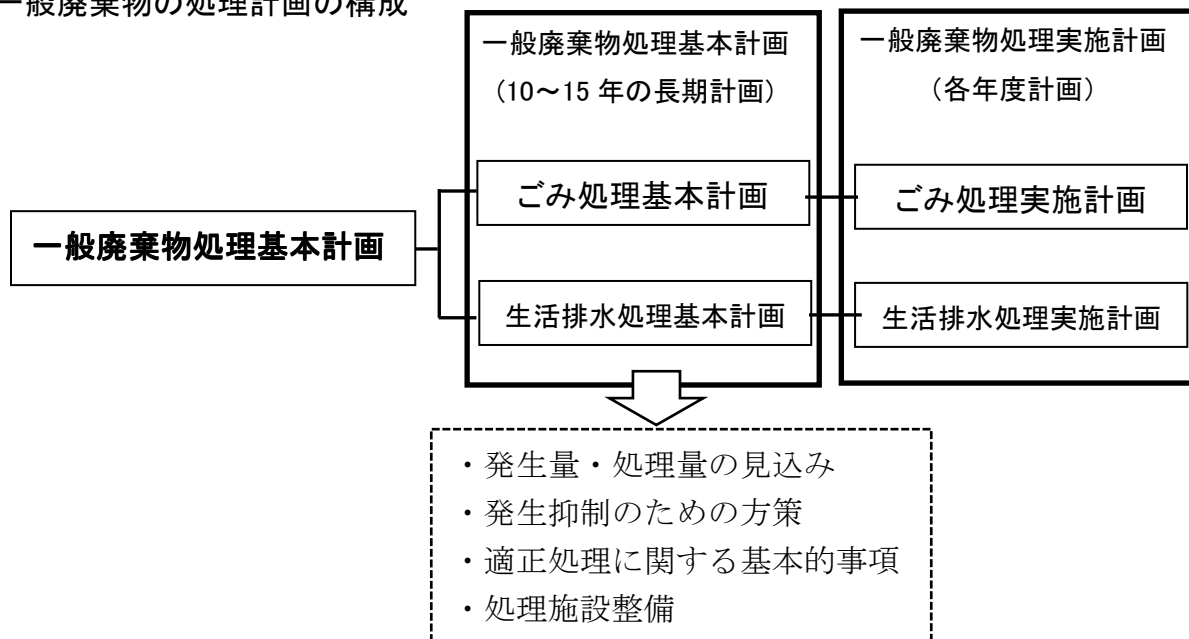 一般廃棄物の処理計画の構成
一般廃棄物処理基本計画
（10～15 年の長期計画）
一般廃棄物処理実施計画
（各年度計画）
ごみ処理基本計画
ごみ処理実施計画
一般廃棄物処理基本計画
生活排水処理基本計画
生活排水処理実施計画
・発生量・処理量の見込み
・発生抑制のための方策
・適正処理に関する基本的事項
・処理施設整備